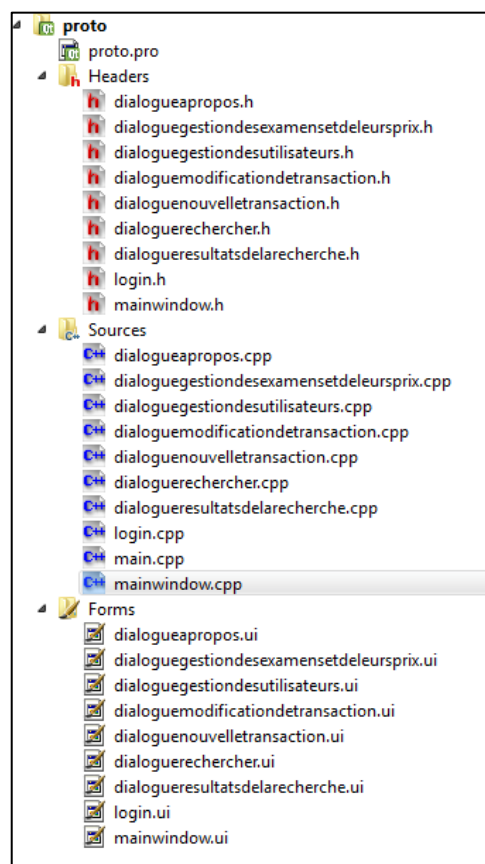 proto
proto.pro
Headers
dialogueapropos.h
dialoguegestiondesexamensetdeleursprix.h
dialoguegestiondesutilisateurs.h
dialoguemodificationdetransaction.h
dialoguenouvelletransaction.h
dialoguerechercher.h
dialogueresultatsdelarecherche.h
login.h
mainwindow.h
Sources
dialogueapropos.cpp
dialoguegestiondesexamensetdeleursprix.cpp
dialoguegestiondesutilisateurs.cpp
dialoguemodificationdetransaction.cpp
dialoguenouvelletransaction.cpp
dialoguerechercher.cpp
dialogueresultatsdelarecherche.cpp
login.cpp
main.cpp
mainwindow.cpp
Forms
dialogueapropos.ui
dialoguegestiondesexamensetdeleursprix.ui
dialoguegestiondesutilisateurs.ui
dialoguemodificationdetransaction.ui
dialoguenouvelletransaction.ui
dialoguerechercher.ui
dialogueresultatsdelarecherche.ui
login.ui
mainwindow.ui